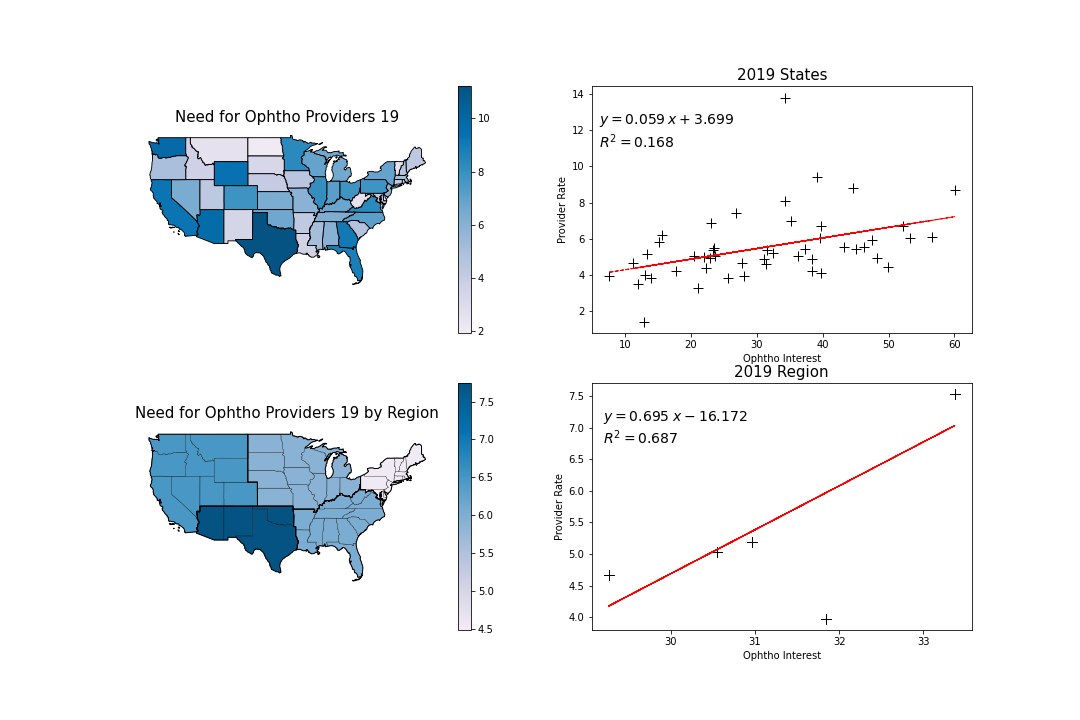 Need for Ophtho Providers 19
10
8
6
4
2
2019 States
y = 0.059 x + 3.699
R² = 0.168
Provider Rate
14
12
10
8
6
4
2
10 20 30 40 50 60
Ophtho Interest
Need for Ophtho Providers 19 by Region
7.5
7.0
6.5
6.0
5.5
5.0
4.5
2019 Region
y = 0.695 x − 16.172
R² = 0.687
Provider Rate
7.5
7.0
6.5
6.0
5.5
5.0
4.5
4.0
30 31 32 33
Ophtho Interest